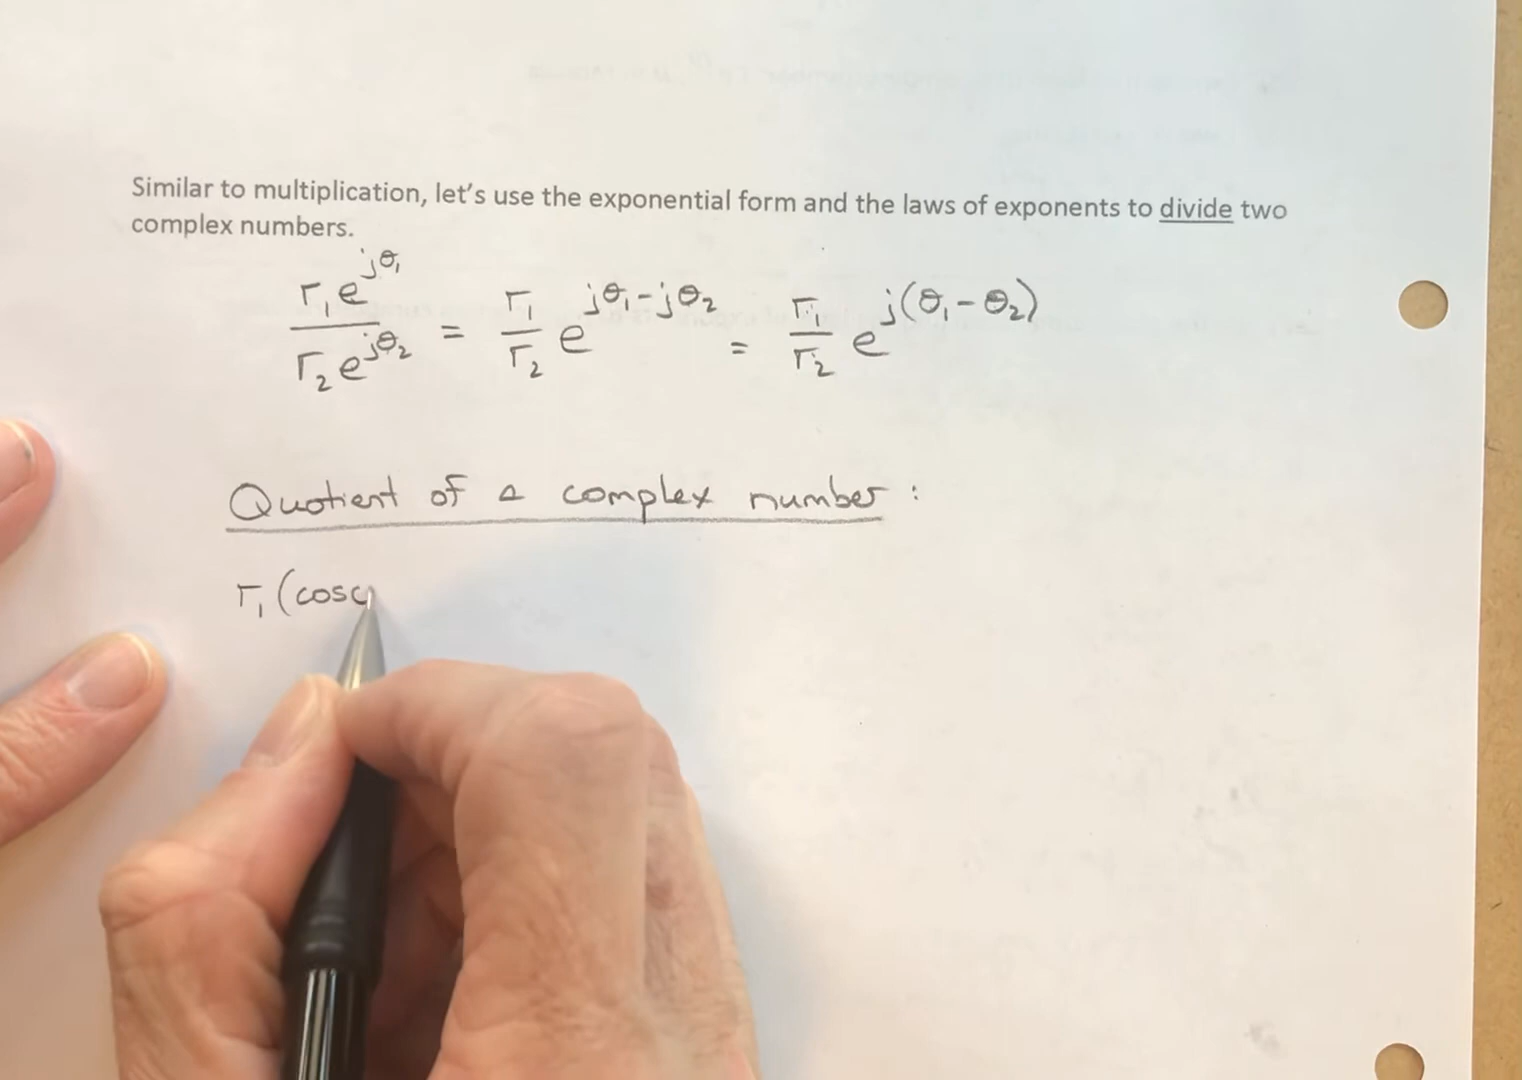 Similar to multiplication, let's use the exponential form and the laws of exponents to divide two
complex numbers.
r₁e^{jθ₁} / r₂e^{jθ₂} = r₁/r₂ e^{jθ₁-jθ₂} = r₁/r₂ e^{j(θ₁-θ₂)}
Quotient of a complex number :
r₁(cos